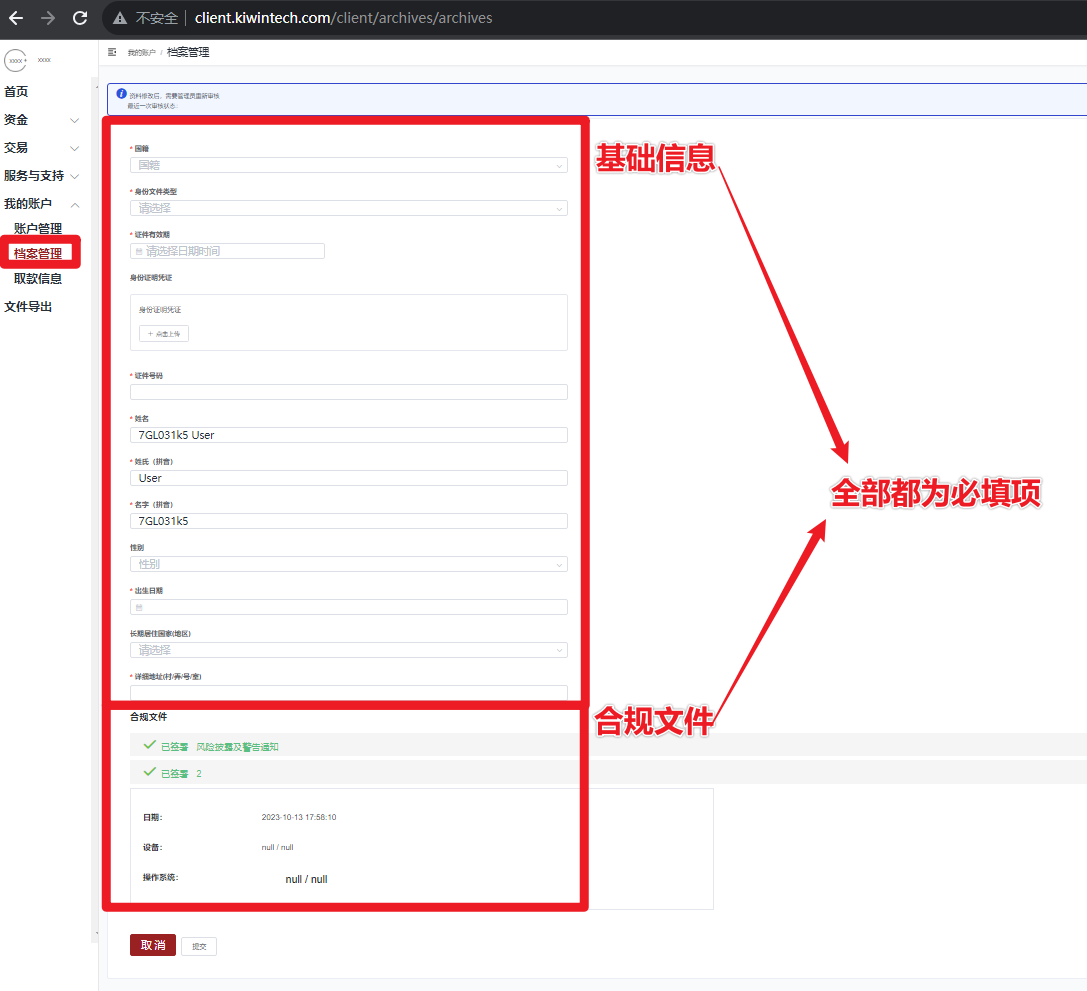 不安全 client.kiwintech.com/client/archives/archives
xxxx + xxxx
我的账户 / 档案管理
首页
资金
交易
服务与支持
我的账户
账户管理
档案管理
取款信息
文件导出
资料修改后，需要管理员重新审核
最近一次审核状态：
基础信息
* 国籍
国籍
* 身份文件类型
请选择
* 证件有效期
请选择日期时间
身份证明凭证
身份证明凭证
+ 点击上传
* 证件号码
* 姓名
7GL031k5 User
* 姓氏（拼音）
User
* 名字（拼音）
7GL031k5
性别
性别
* 出生日期
长期居住国家(地区)
请选择
* 详细地址(村/弄/号/室)
全部都为必填项
合规文件
合规文件
已签署 风险披露及警告通知
已签署 2
日期： 2023-10-13 17:58:10
设备： null / null
操作系统： null / null
取消 提交